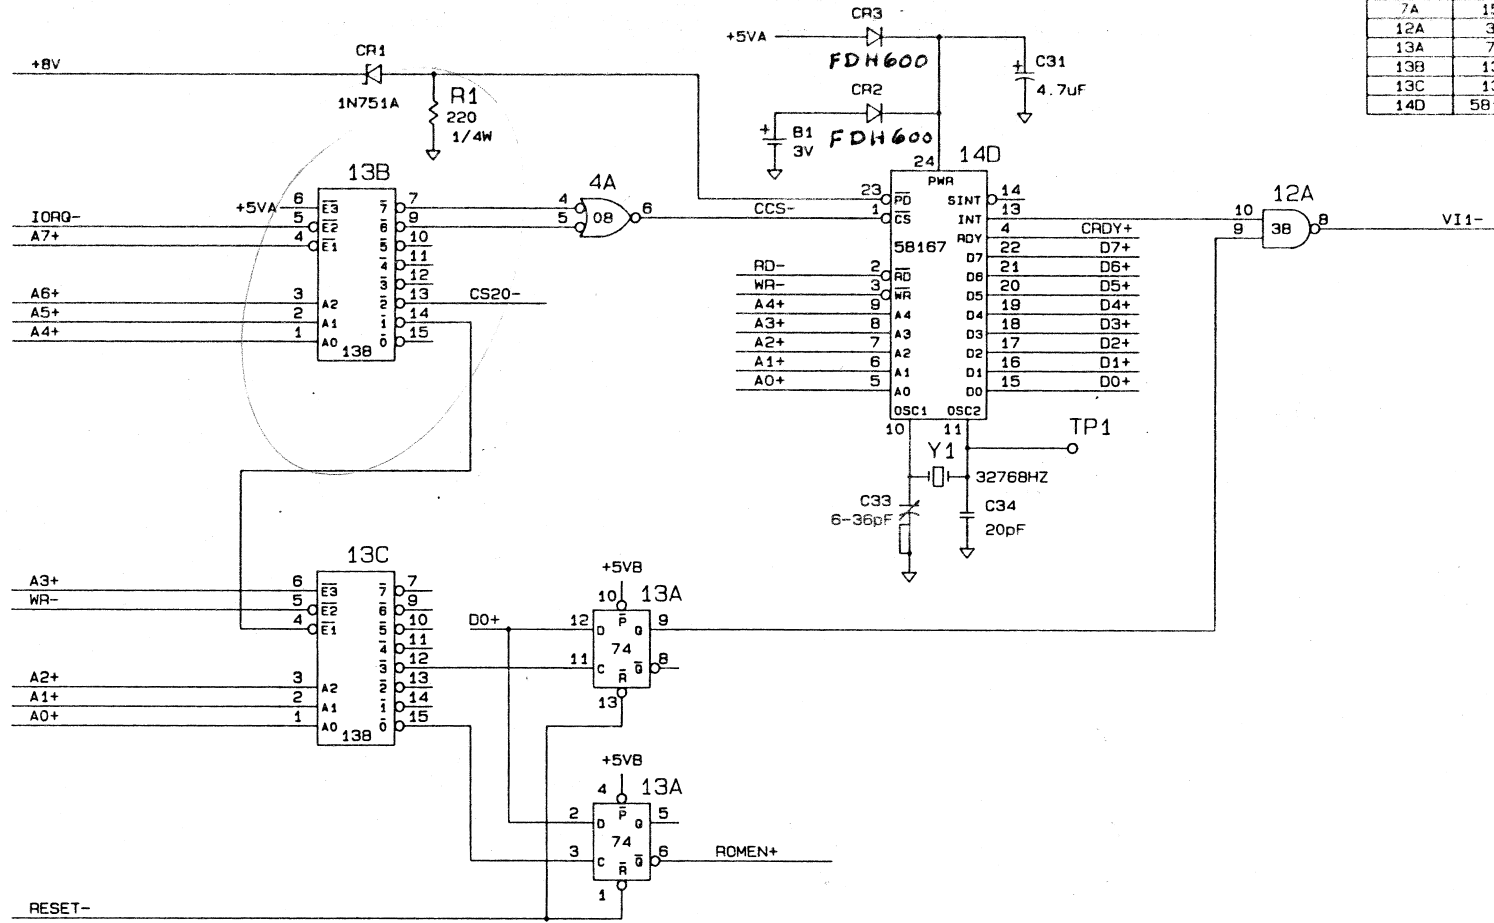 7A 15
12A 3
13A 7
13B 13
13C 13
14D 58
CR3
+5VA
FDH600
C31
4.7uF
+
CR1
+8V
1N751A
R1
220
1/4W
CR2
+
B1
3V
FDH600
24
14D
PWR
13B
+5VA
IORQ-
A7+
A6+
A5+
A4+
6 E3 7 7
5 E2 6 9
4 E1 5 10
4 11
3 12
3 A2 2 13
2 A1 1 14
1 A0 0 15
138
CS20-
4A
4
5
08
6
CCS-
23 PD SINT 14
1 CS INT 13
RDY 4 CRDY+
58167 D7 22 D7+
RD- 2 RD D6 21 D6+
WR- 3 WR D5 20 D5+
A4+ 9 A4 D4 19 D4+
A3+ 8 A3 D3 18 D3+
A2+ 7 A2 D2 17 D2+
A1+ 6 A1 D1 16 D1+
A0+ 5 A0 D0 15 D0+
OSC1 OSC2
10 11
TP1
Y1
32768HZ
C33
6-36pF
C34
20pF
12A
10
9
38
8
VI1-
13C
A3+ 6 E3 7 7
WR- 5 E2 6 9
4 E1 5 10
4 11
3 12
A2+ 3 A2 2 13
A1+ 2 A1 1 14
A0+ 1 A0 0 15
138
+5VB
10
13A
D0+
12 D P Q 9
74
11 C R Q 8
13
+5VB
4
13A
2 D P Q 5
74
3 C R Q 6
1
ROMEN+
RESET-